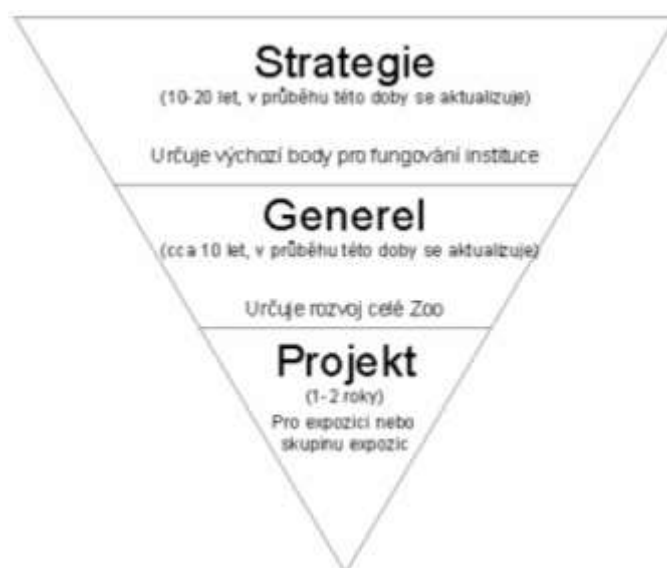 Strategie
(10-20 let, v průběhu této doby se aktualizuje)
Určuje výchozí body pro fungování instituce
Generel
(cca 10 let, v průběhu této doby se aktualizuje)
Určuje rozvoj celé Zoo
Projekt
(1-2 roky)
Pro expozici nebo
skupinu expozic